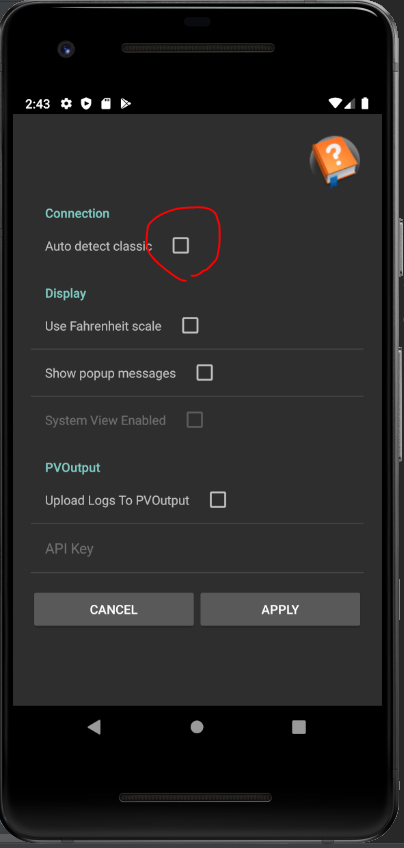 2:43
Connection
Auto detect classic
Display
Use Fahrenheit scale
Show popup messages
System View Enabled
PVOutput
Upload Logs To PVOutput
API Key
CANCEL APPLY